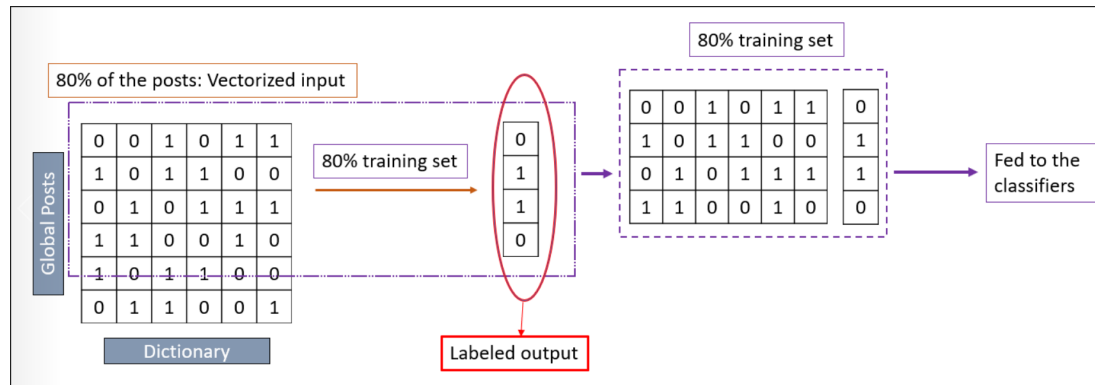 80% training set
80% of the posts: Vectorized input
0 0 1 0 1 1
1 0 1 1 0 0
0 1 0 1 1 1
1 1 0 0 1 0
1 0 1 1 0 0
0 1 1 0 0 1
Global Posts
Dictionary
80% training set
0
1
1
0
Labeled output
0 0 1 0 1 1 0
1 0 1 1 0 0 1
0 1 0 1 1 1 1
1 1 0 0 1 0 0
Fed to the
classifiers